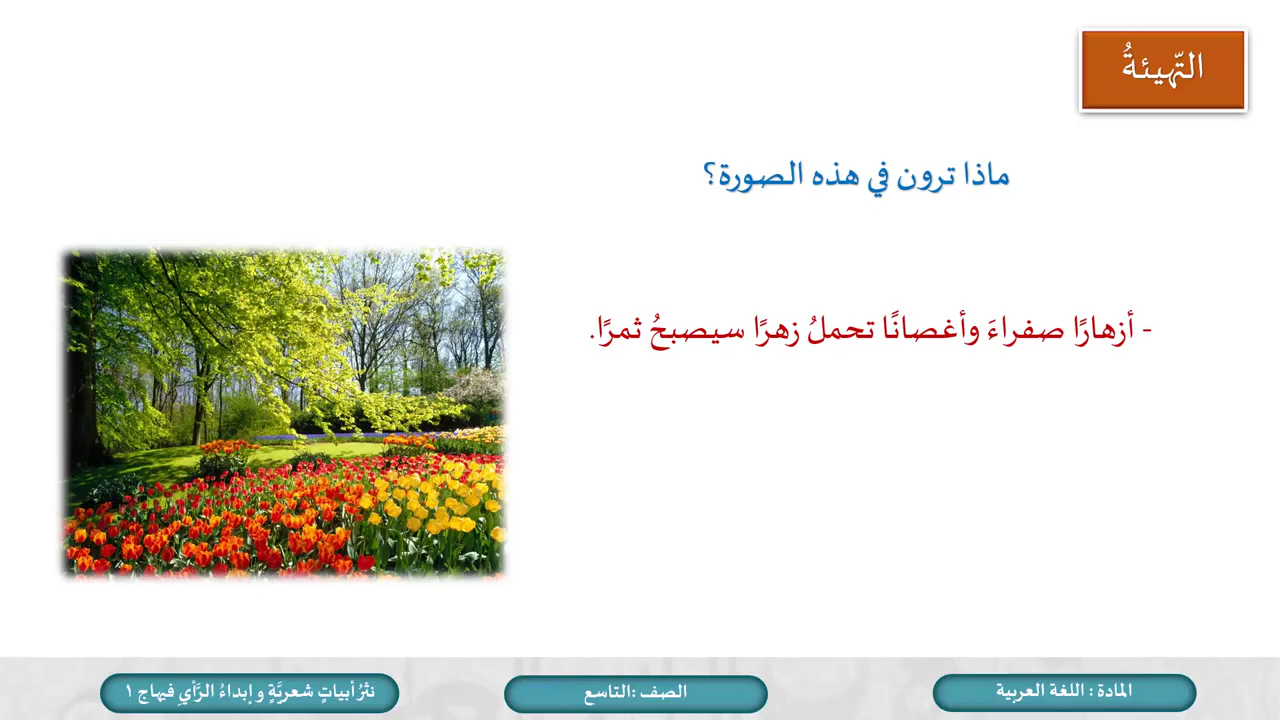 التّهيئةُ
ماذا ترون في هذه الصورة؟
- أزهارًا صفراءَ وأغصانًا تحملُ زهرًا سيصبحُ ثمرًا.
المادة : اللغة العربية
الصف :التاسع
نثرُ أبياتٍ شعريَّةٍ و إبداءُ الرَّأيِ فيهاج ١